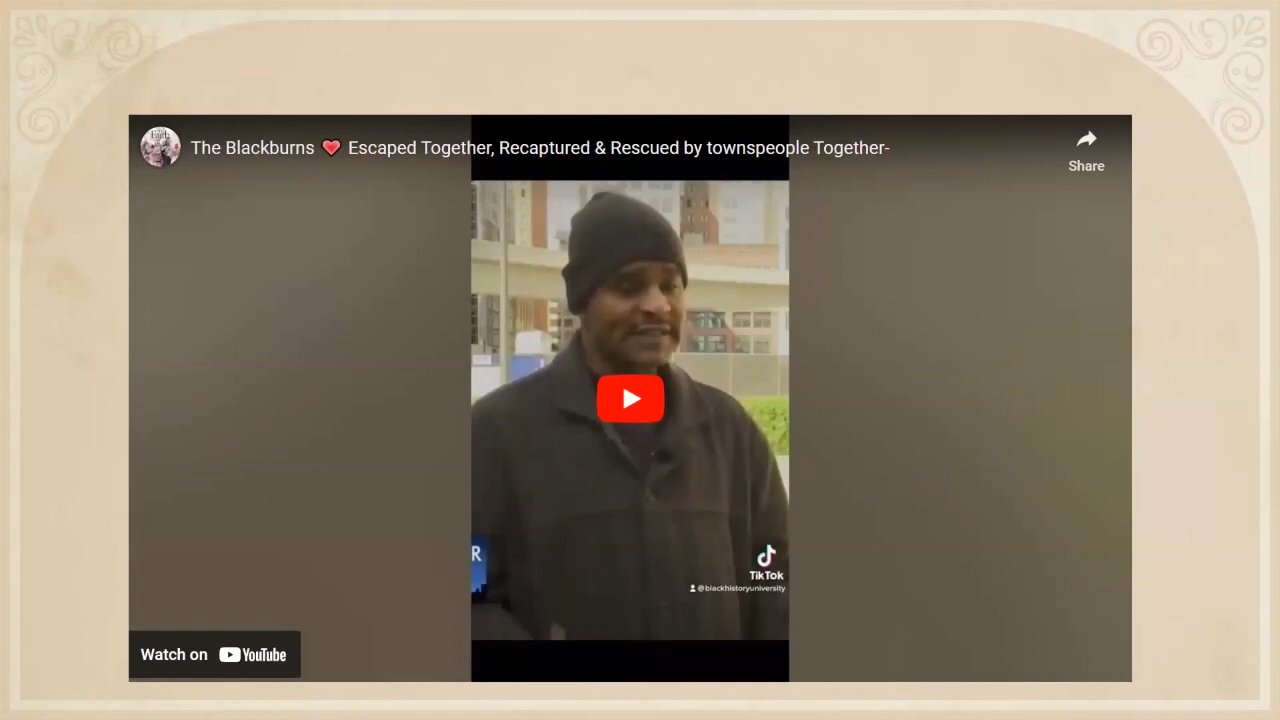 The Blackburns ❤️ Escaped Together, Recaptured & Rescued by townspeople Together-
Share
R
TikTok
@blackhistoryuniversity
Watch on YouTube